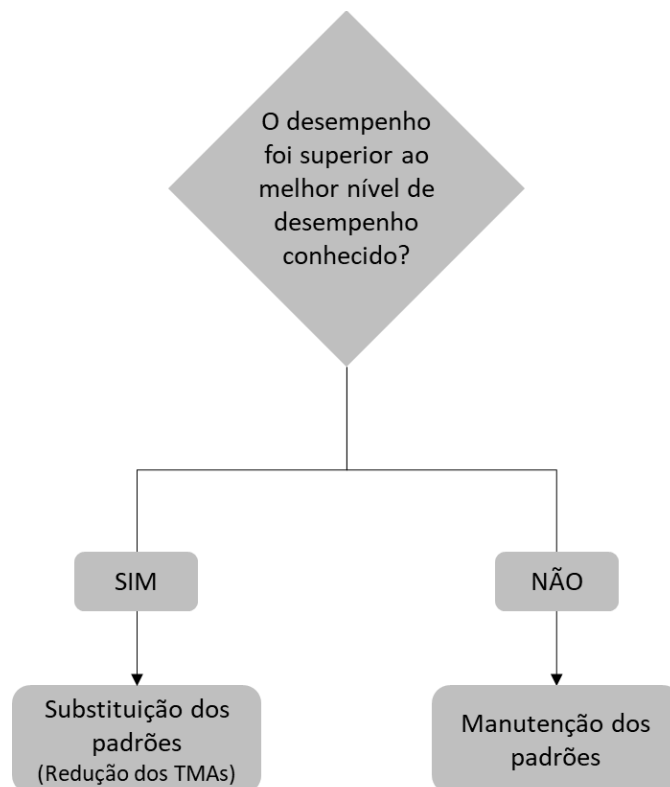 O desempenho
foi superior ao
melhor nível de
desempenho
conhecido?
SIM
NÃO
Substituição dos
padrões
(Redução dos TMAs)
Manutenção dos
padrões